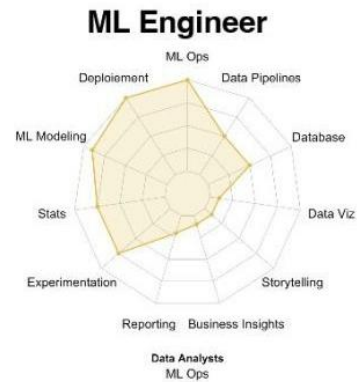 ML Engineer
ML Ops
Deploiement
Data Pipelines
ML Modeling
Database
Stats
Data Viz
Experimentation
Storytelling
Reporting
Business Insights
Data Analysts
ML Ops